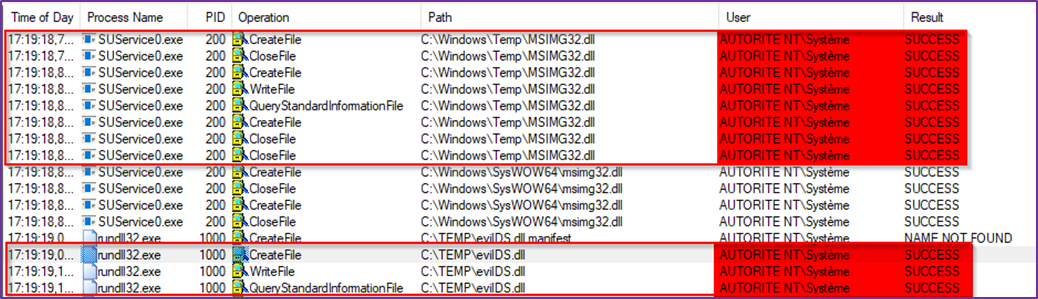 Time of Day Process Name PID Operation Path User Result
17:19:18,7... SUService0.exe 200 CreateFile C:\Windows\Temp\MSIMG32.dll AUTORITE NT\Système SUCCESS
17:19:18,7... SUService0.exe 200 CloseFile C:\Windows\Temp\MSIMG32.dll AUTORITE NT\Système SUCCESS
17:19:18,8... SUService0.exe 200 CreateFile C:\Windows\Temp\MSIMG32.dll AUTORITE NT\Système SUCCESS
17:19:18,8... SUService0.exe 200 WriteFile C:\Windows\Temp\MSIMG32.dll AUTORITE NT\Système SUCCESS
17:19:18,8... SUService0.exe 200 QueryStandardInformationFile C:\Windows\Temp\MSIMG32.dll AUTORITE NT\Système SUCCESS
17:19:18,8... SUService0.exe 200 CreateFile C:\Windows\Temp\MSIMG32.dll AUTORITE NT\Système SUCCESS
17:19:18,8... SUService0.exe 200 CloseFile C:\Windows\Temp\MSIMG32.dll AUTORITE NT\Système SUCCESS
17:19:18,8... SUService0.exe 200 CloseFile C:\Windows\Temp\MSIMG32.dll AUTORITE NT\Système SUCCESS
17:19:18,8... SUService0.exe 200 CreateFile C:\Windows\SysWOW64\msimg32.dll AUTORITE NT\Système SUCCESS
17:19:18,8... SUService0.exe 200 CloseFile C:\Windows\SysWOW64\msimg32.dll AUTORITE NT\Système SUCCESS
17:19:18,8... SUService0.exe 200 CreateFile C:\Windows\SysWOW64\msimg32.dll AUTORITE NT\Système SUCCESS
17:19:18,8... SUService0.exe 200 CloseFile C:\Windows\SysWOW64\msimg32.dll AUTORITE NT\Système SUCCESS
17:19:19,0... rundll32.exe 1000 CreateFile C:\TEMP\evilDS.dll.manifest AUTORITE NT\Système NAME NOT FOUND
17:19:19,0... rundll32.exe 1000 CreateFile C:\TEMP\evilDS.dll AUTORITE NT\Système SUCCESS
17:19:19,1... rundll32.exe 1000 WriteFile C:\TEMP\evilDS.dll AUTORITE NT\Système SUCCESS
17:19:19,1... rundll32.exe 1000 QueryStandardInformationFile C:\TEMP\evilDS.dll AUTORITE NT\Système SUCCESS